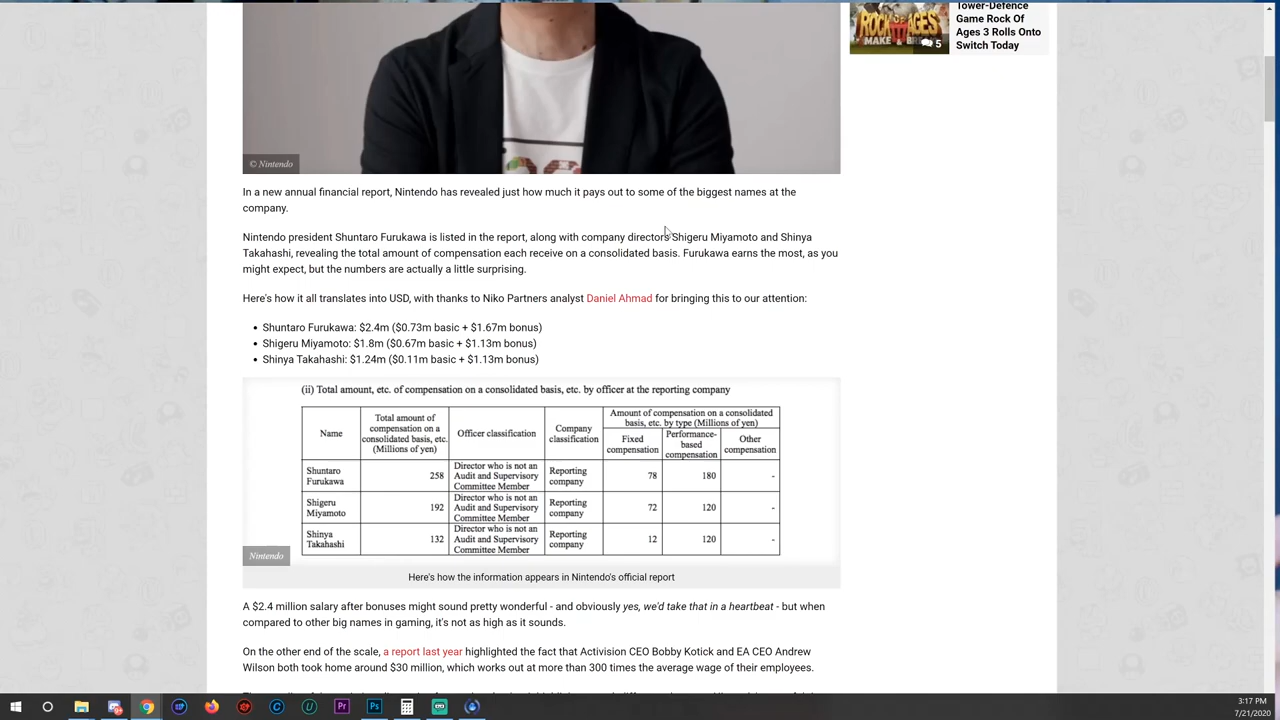 Tower-Defence
Game Rock Of
Ages 3 Rolls Onto
Switch Today
ROCK OF AGES
MAKE & BREAK
5
© Nintendo
In a new annual financial report, Nintendo has revealed just how much it pays out to some of the biggest names at the
company.
Nintendo president Shuntaro Furukawa is listed in the report, along with company directors Shigeru Miyamoto and Shinya
Takahashi, revealing the total amount of compensation each receive on a consolidated basis. Furukawa earns the most, as you
might expect, but the numbers are actually a little surprising.
Here's how it all translates into USD, with thanks to Niko Partners analyst Daniel Ahmad for bringing this to our attention:
• Shuntaro Furukawa: $2.4m ($0.73m basic + $1.67m bonus)
• Shigeru Miyamoto: $1.8m ($0.67m basic + $1.13m bonus)
• Shinya Takahashi: $1.24m ($0.11m basic + $1.13m bonus)
(ii) Total amount, etc. of compensation on a consolidated basis, etc. by officer at the reporting company
Name
Total amount of
compensation on a
consolidated basis, etc.
(Millions of yen)
Officer classification
Company
classification
Amount of compensation on a consolidated
basis, etc. by type (Millions of yen)
Fixed
compensation
Performance-
based
compensation
Other
compensation
Shuntaro
Furukawa
258
Director who is not an
Audit and Supervisory
Committee Member
Reporting
company
78
180
-
Shigeru
Miyamoto
192
Director who is not an
Audit and Supervisory
Committee Member
Reporting
company
72
120
-
Shinya
Takahashi
132
Director who is not an
Audit and Supervisory
Committee Member
Reporting
company
12
120
-
Nintendo
Here's how the information appears in Nintendo's official report
A $2.4 million salary after bonuses might sound pretty wonderful - and obviously yes, we'd take that in a heartbeat - but when
compared to other big names in gaming, it's not as high as it sounds.
On the other end of the scale, a report last year highlighted the fact that Activision CEO Bobby Kotick and EA CEO Andrew
Wilson both took home around $30 million, which works out at more than 300 times the average wage of their employees.
Pr
Ps
3:17 PM
7/21/2020